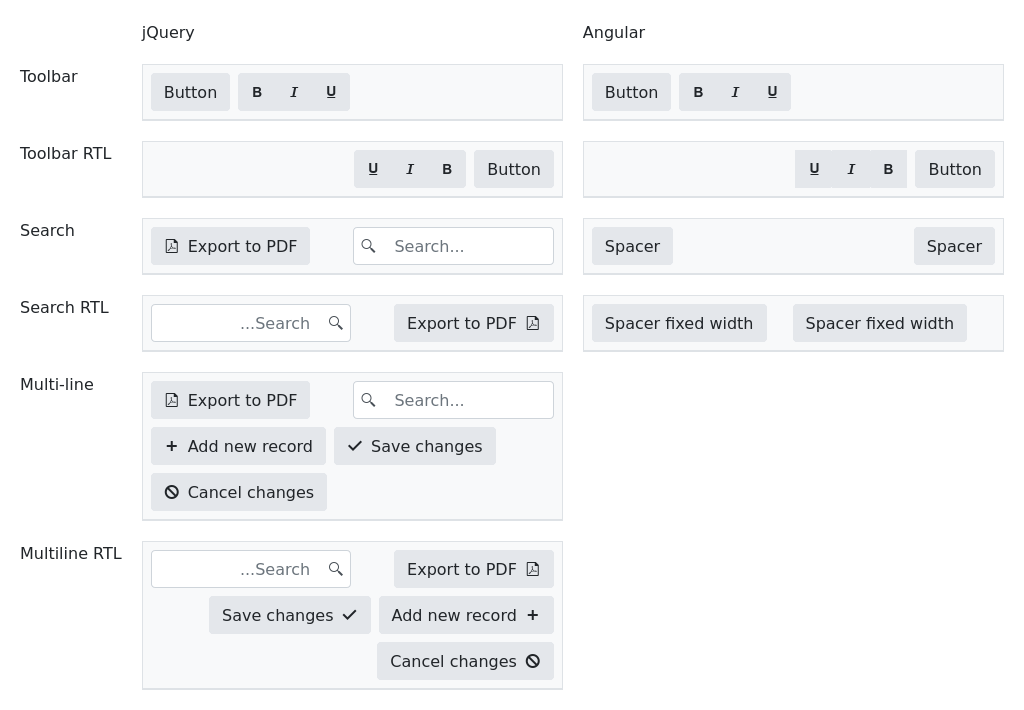 jQuery Angular
Toolbar Button B I U Button B I U
Toolbar RTL U I B Button U I B Button
Search Export to PDF Search... Spacer Spacer
Search RTL ...Search Export to PDF Spacer fixed width Spacer fixed width
Multi-line Export to PDF Search...
Add new record Save changes
Cancel changes
Multiline RTL ...Search Export to PDF
Save changes Add new record
Cancel changes